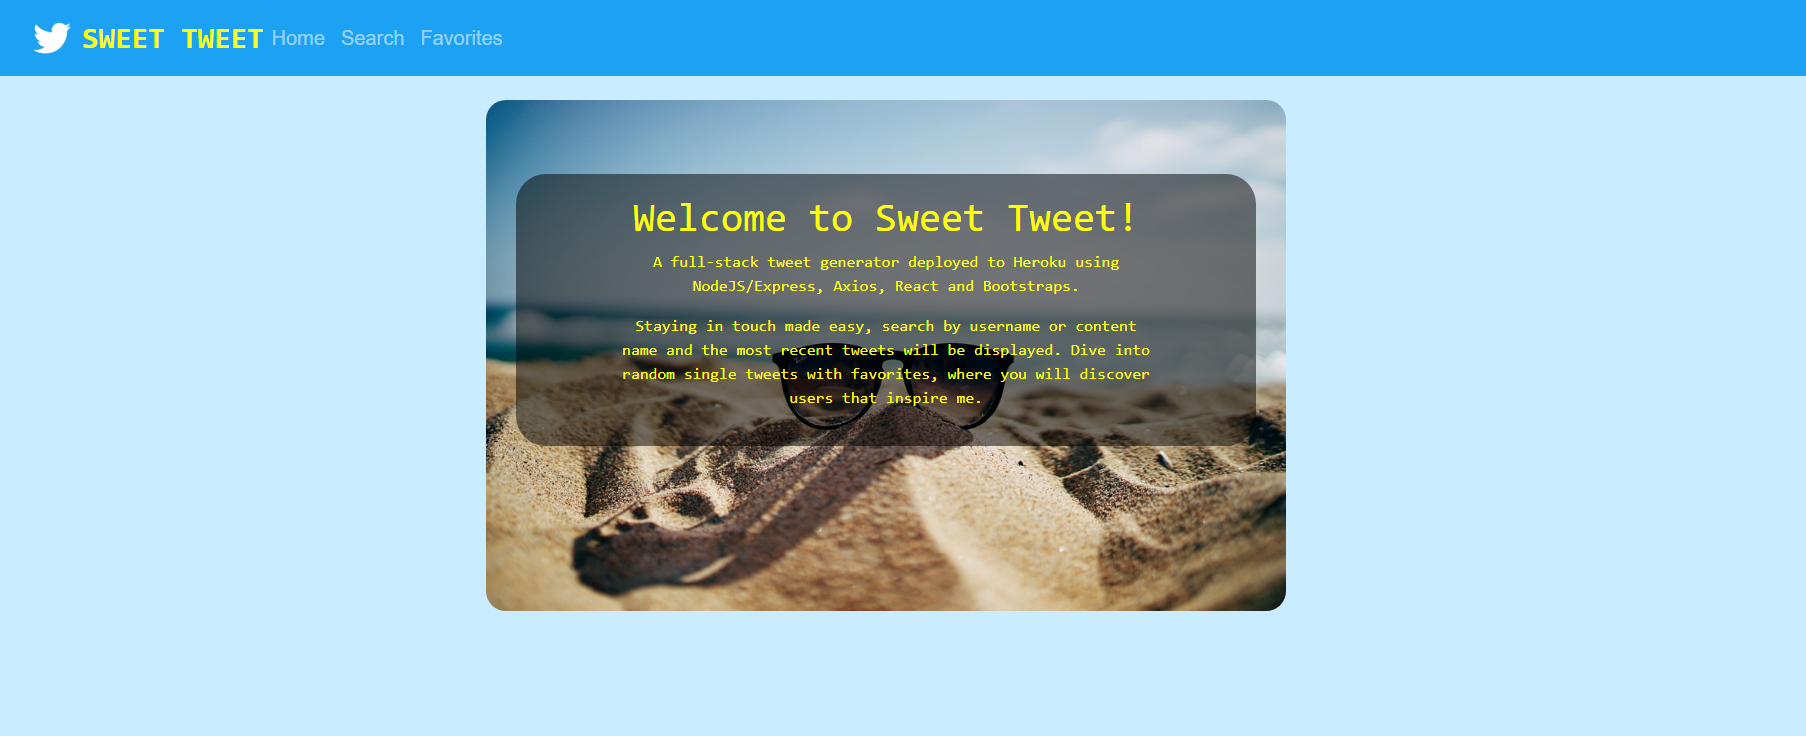 SWEET TWEET Home Search Favorites
Welcome to Sweet Tweet!
A full-stack tweet generator deployed to Heroku using
NodeJS/Express, Axios, React and Bootstraps.
Staying in touch made easy, search by username or content
name and the most recent tweets will be displayed. Dive into
random single tweets with favorites, where you will discover
users that inspire me.